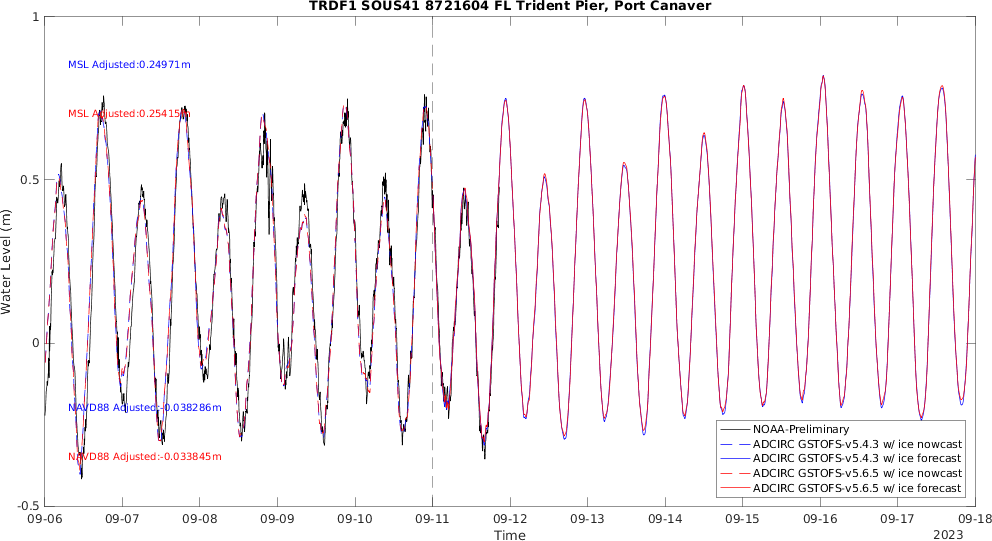 TRDF1 SOUS41 8721604 FL Trident Pier, Port Canaver
1
MSL Adjusted:0.24971m
MSL Adjusted:0.25415m
0.5
Water Level (m)
0
NAVD88 Adjusted:-0.038286m
NAVD88 Adjusted:-0.033845m
NOAA-Preliminary
ADCIRC GSTOFS-v5.4.3 w/ ice nowcast
ADCIRC GSTOFS-v5.4.3 w/ ice forecast
ADCIRC GSTOFS-v5.6.5 w/ ice nowcast
ADCIRC GSTOFS-v5.6.5 w/ ice forecast
-0.5
09-06 09-07 09-08 09-09 09-10 09-11 09-12 09-13 09-14 09-15 09-16 09-17 09-18
Time
2023